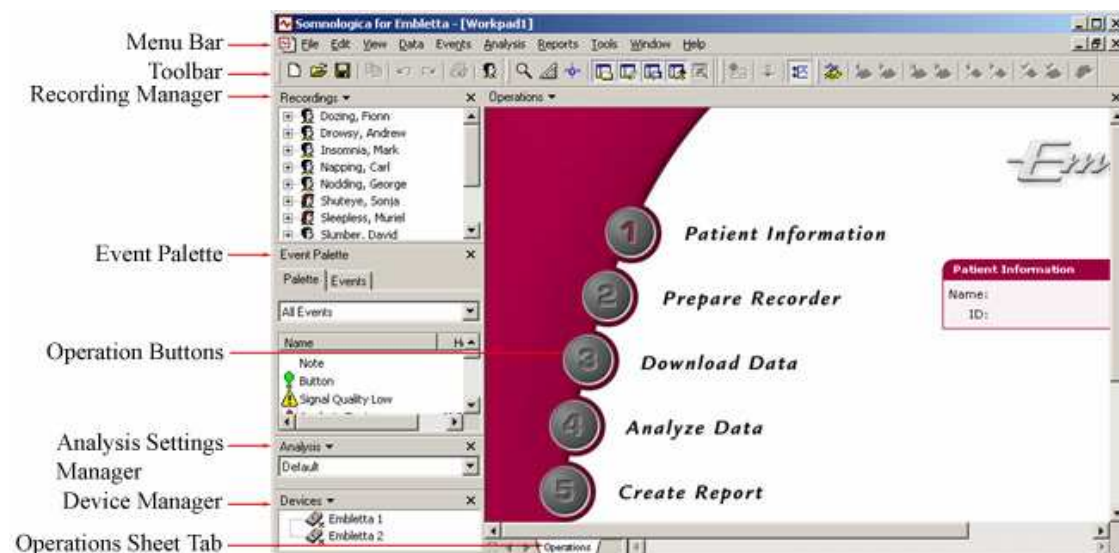 Menu Bar
Toolbar
Recording Manager
Event Palette
Operation Buttons
Analysis Settings
Manager
Device Manager
Operations Sheet Tab
Somnologica for Embletta - [Workpad1]
File Edit View Data Events Analysis Reports Tools Window Help
Recordings
Dozing, Fionn
Drowsy, Andrew
Insomnia, Mark
Napping, Carl
Nodding, George
Shuteye, Sonja
Sleepless, Muriel
Slumber, David
Event Palette
Palette Events
All Events
Name
Note
Button
Signal Quality Low
Analysis
Default
Devices
Embletta 1
Embletta 2
Operations
Em
1 Patient Information
2 Prepare Recorder
3 Download Data
4 Analyze Data
5 Create Report
Patient Information
Name:
ID:
Operations